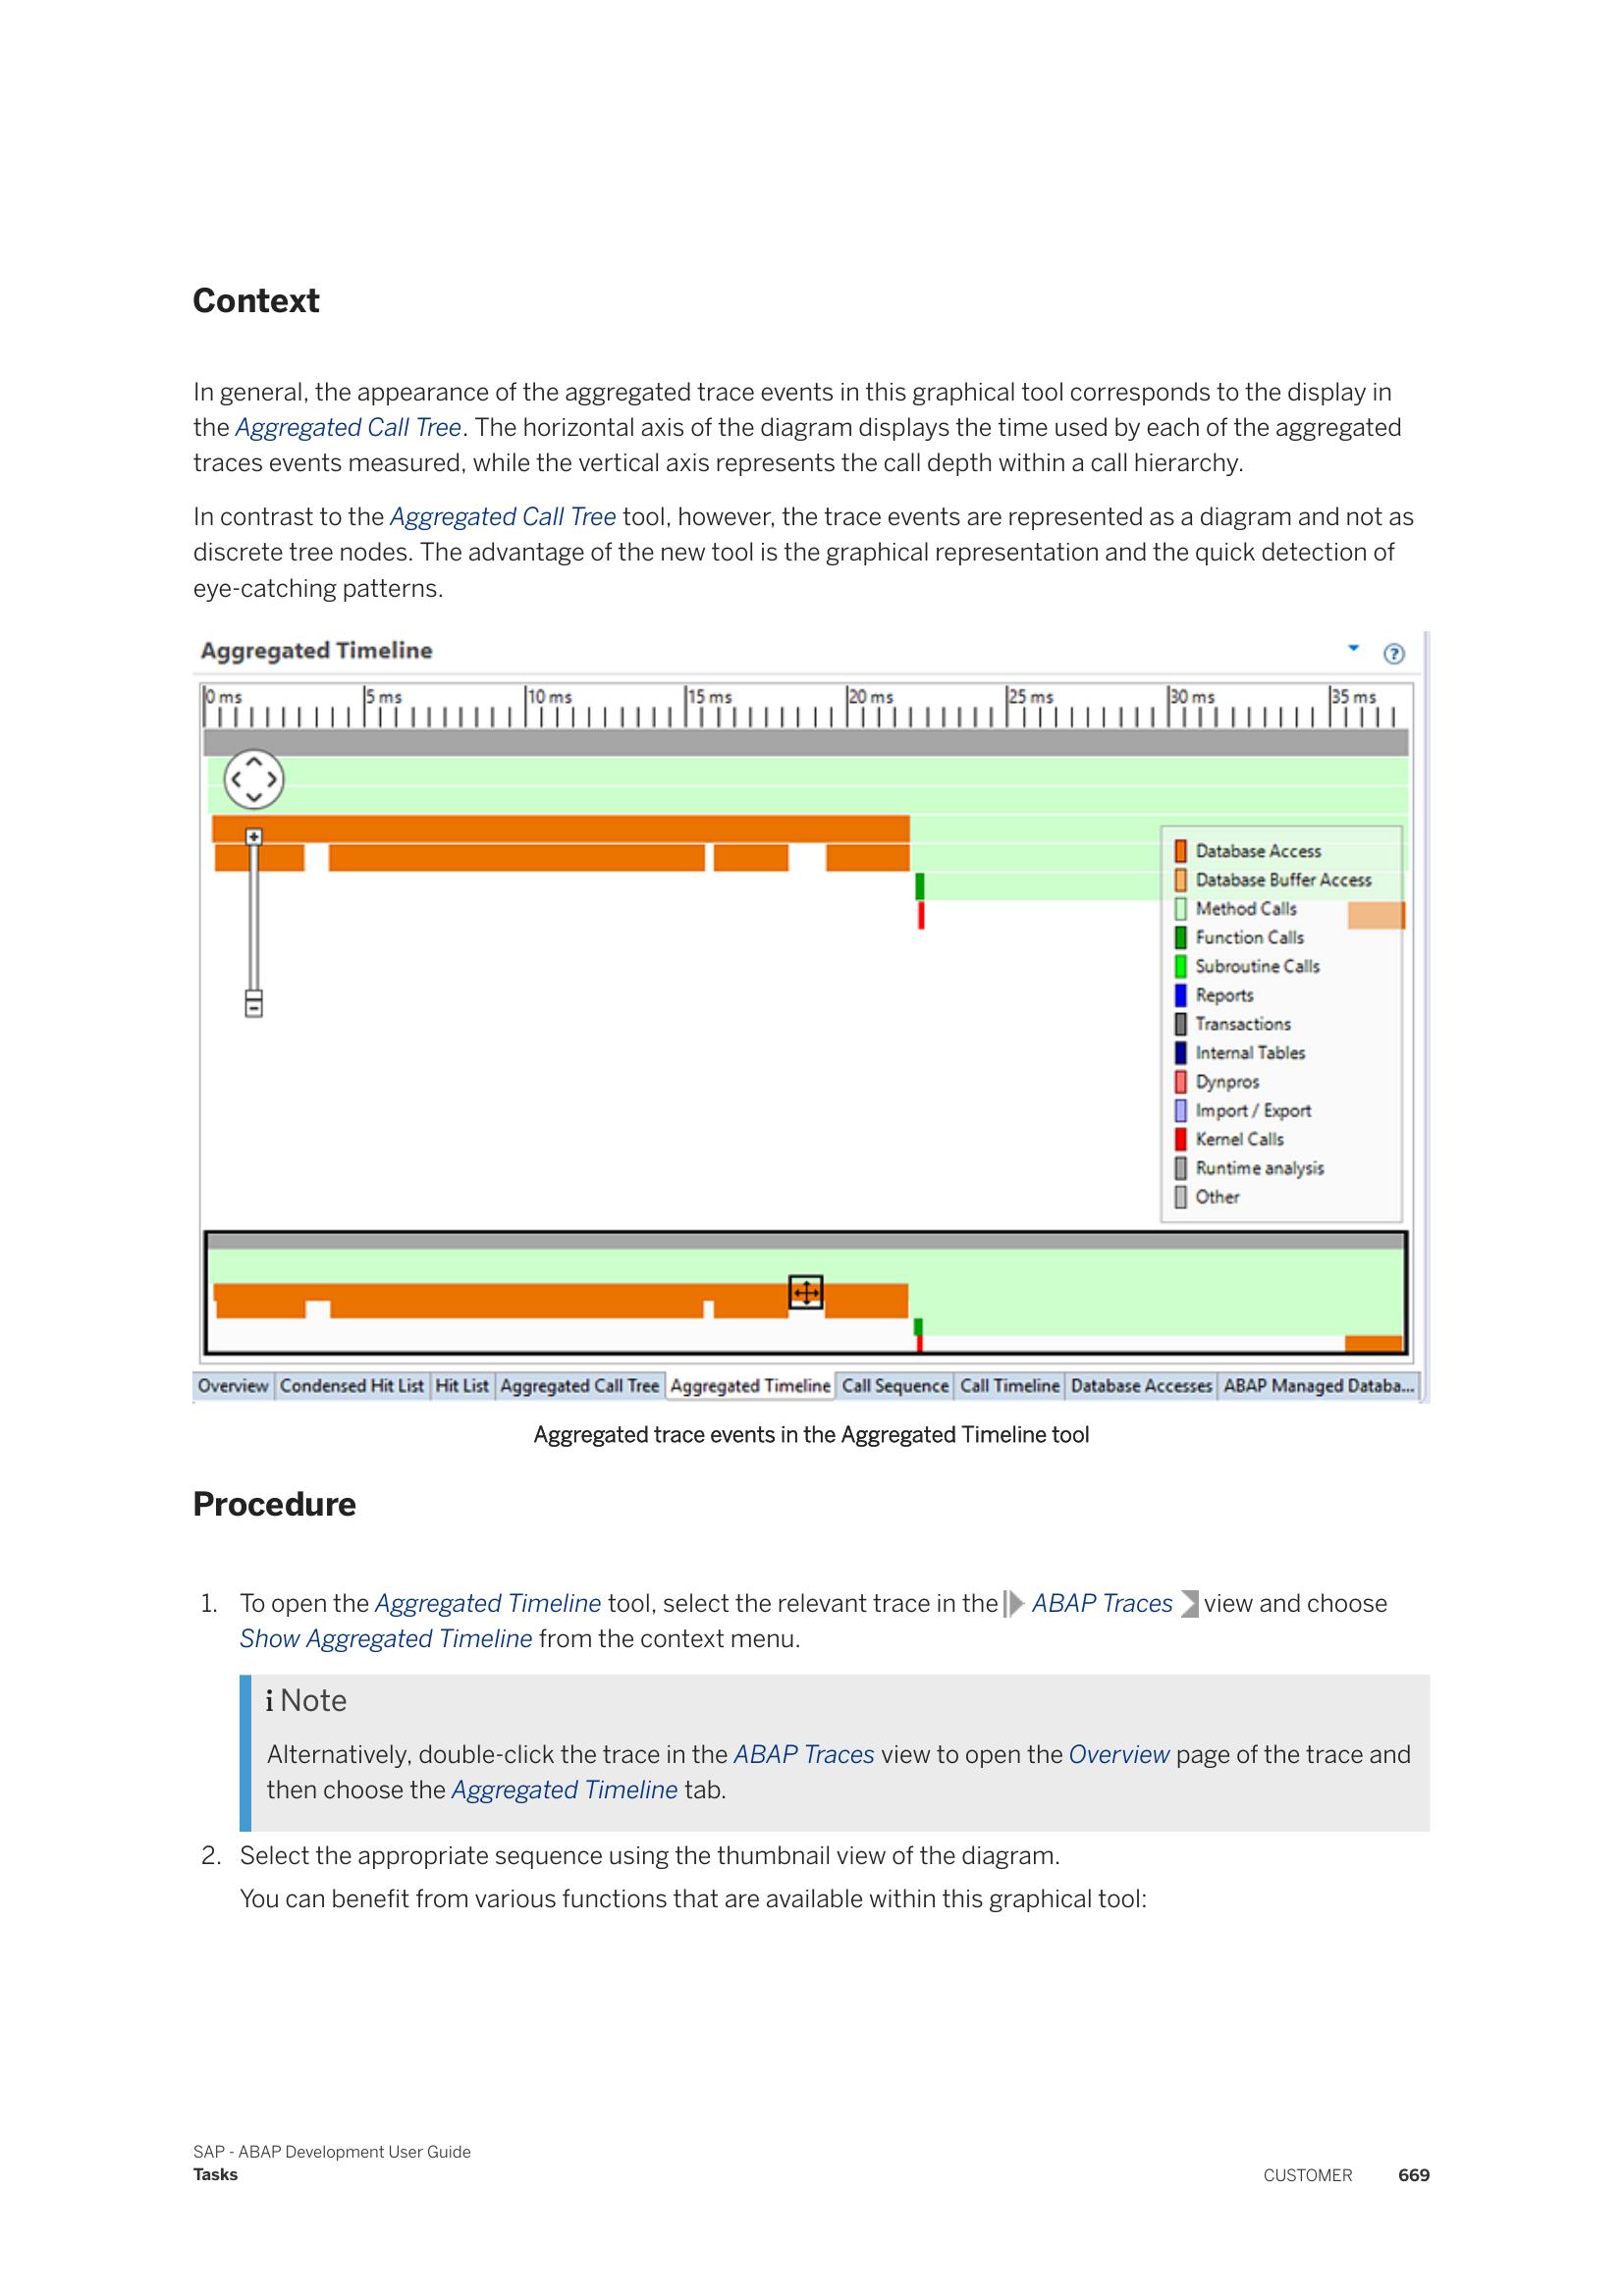 Context
In general, the appearance of the aggregated trace events in this graphical tool corresponds to the display in
the Aggregated Call Tree. The horizontal axis of the diagram displays the time used by each of the aggregated
traces events measured, while the vertical axis represents the call depth within a call hierarchy.
In contrast to the Aggregated Call Tree tool, however, the trace events are represented as a diagram and not as
discrete tree nodes. The advantage of the new tool is the graphical representation and the quick detection of
eye-catching patterns.
Aggregated Timeline
0 ms 5 ms 10 ms 15 ms 20 ms 25 ms 30 ms 35 ms
Database Access
Database Buffer Access
Method Calls
Function Calls
Subroutine Calls
Reports
Transactions
Internal Tables
Dynpros
Import / Export
Kernel Calls
Runtime analysis
Other
Overview Condensed Hit List Hit List Aggregated Call Tree Aggregated Timeline Call Sequence Call Timeline Database Accesses ABAP Managed Databa...
Aggregated trace events in the Aggregated Timeline tool
Procedure
1. To open the Aggregated Timeline tool, select the relevant trace in the ABAP Traces view and choose
Show Aggregated Timeline from the context menu.
i Note
Alternatively, double-click the trace in the ABAP Traces view to open the Overview page of the trace and
then choose the Aggregated Timeline tab.
2. Select the appropriate sequence using the thumbnail view of the diagram.
You can benefit from various functions that are available within this graphical tool:
SAP - ABAP Development User Guide
Tasks
CUSTOMER 669